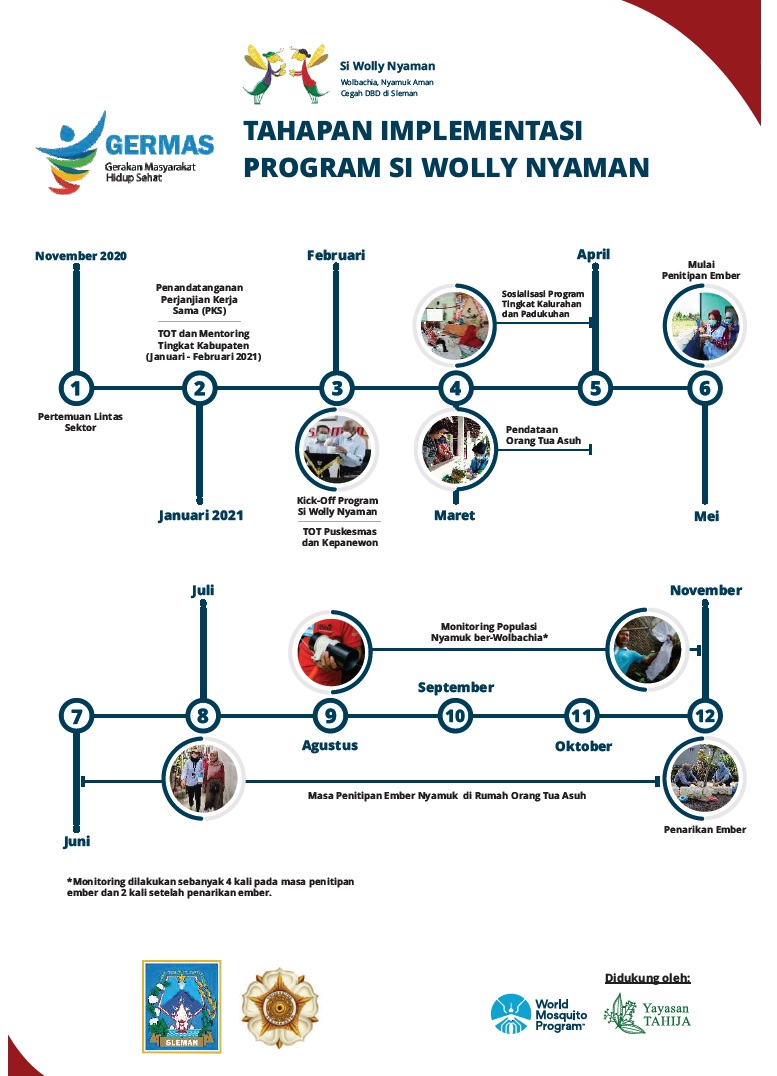 Si Wolly Nyaman
Wolbachia, Nyamuk Aman
Cegah DBD di Sleman
GERMAS
Gerakan Masyarakat
Hidup Sehat
TAHAPAN IMPLEMENTASI
PROGRAM SI WOLLY NYAMAN
November 2020
Februari
April
Mulai
Penitipan Ember
Penandatanganan
Perjanjian Kerja
Sama (PKS)
TOT dan Mentoring
Tingkat Kabupaten
(Januari - Februari 2021)
Sosialisasi Program
Tingkat Kalurahan
dan Padukuhan
1
2
3
4
5
6
Pertemuan Lintas
Sektor
Pendataan
Orang Tua Asuh
Kick-Off Program
Si Wolly Nyaman
TOT Puskesmas
dan Kepanewon
Januari 2021
Maret
Mei
Juli
November
Monitoring Populasi
Nyamuk ber-Wolbachia*
September
7
8
9
10
11
12
Agustus
Oktober
Masa Penitipan Ember Nyamuk di Rumah Orang Tua Asuh
Penarikan Ember
Juni
*Monitoring dilakukan sebanyak 4 kali pada masa penitipan
ember dan 2 kali setelah penarikan ember.
Didukung oleh:
SLEMAN
World
Mosquito
Program
Yayasan
TAHIJA